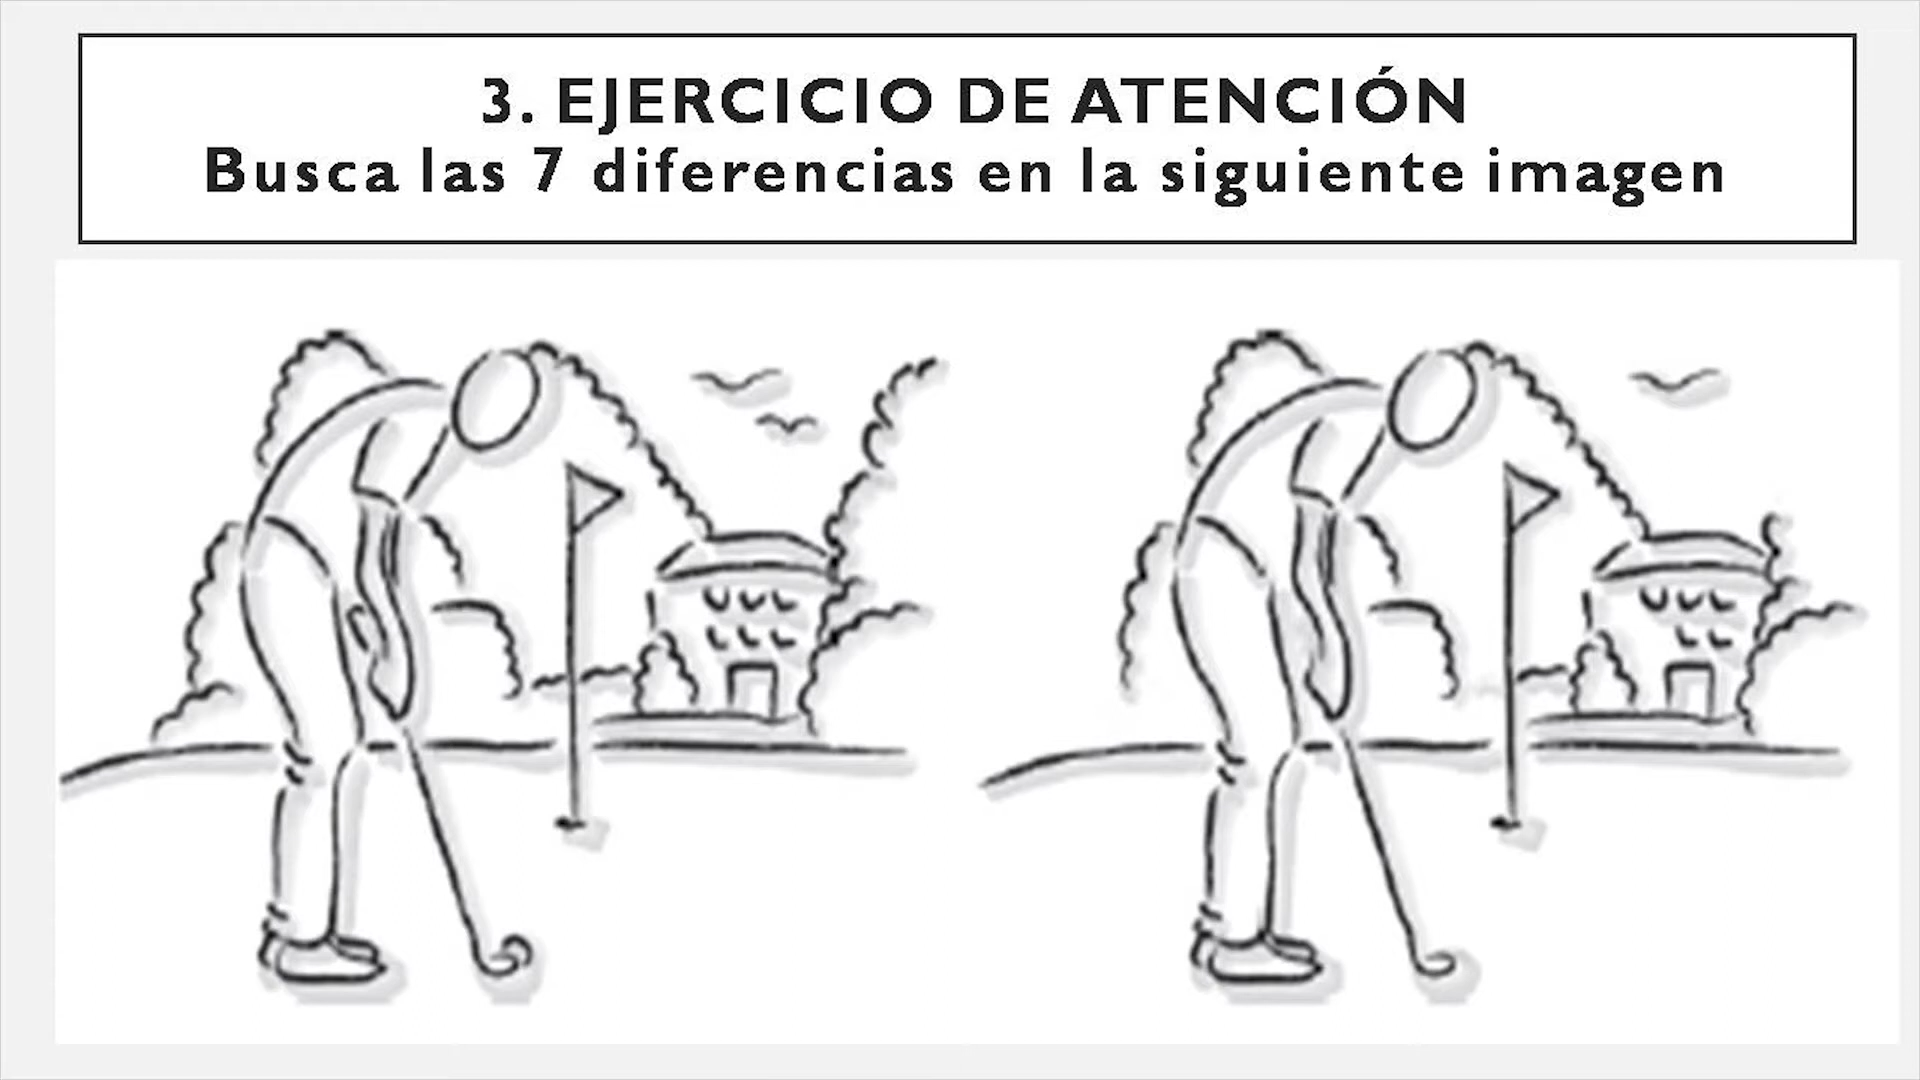 3. EJERCICIO DE ATENCIÓN
Busca las 7 diferencias en la siguiente imagen